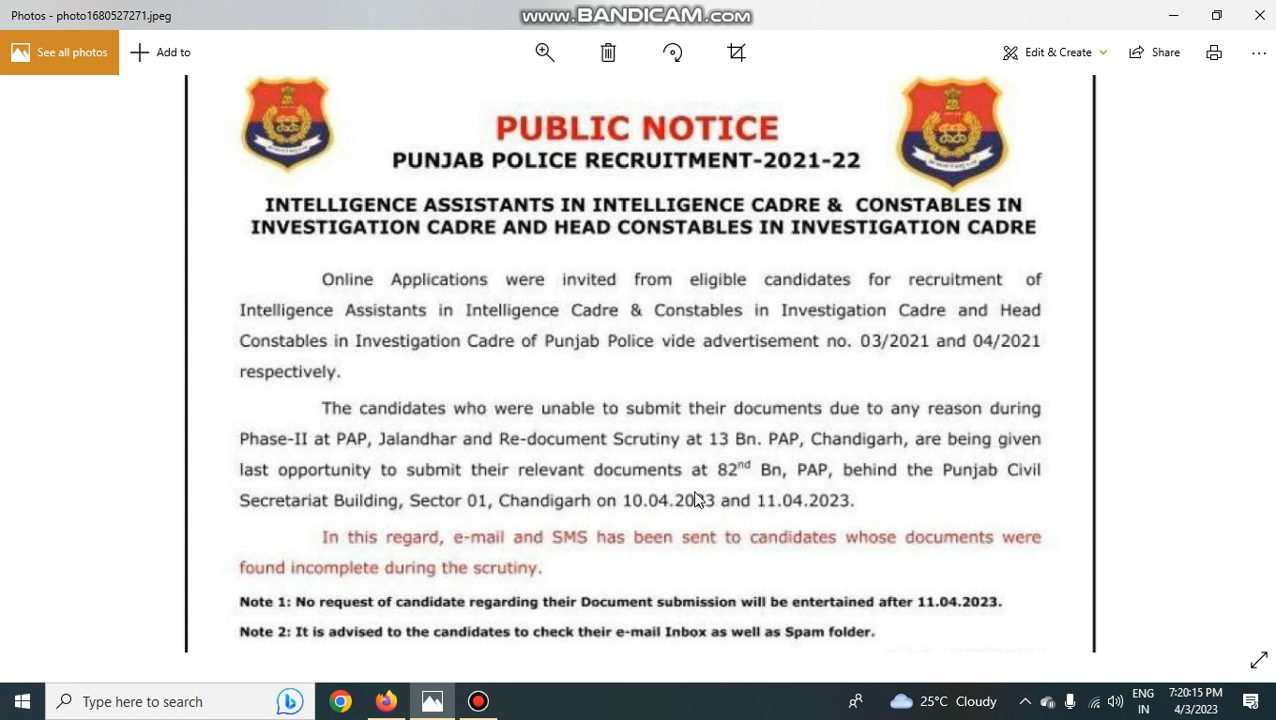 Photos - photo1680527271.jpeg
www.BANDICAM.com
See all photos
Add to
Edit & Create
Share
PUBLIC NOTICE
PUNJAB POLICE RECRUITMENT-2021-22
INTELLIGENCE ASSISTANTS IN INTELLIGENCE CADRE & CONSTABLES IN
INVESTIGATION CADRE AND HEAD CONSTABLES IN INVESTIGATION CADRE
Online Applications were invited from eligible candidates for recruitment of
Intelligence Assistants in Intelligence Cadre & Constables in Investigation Cadre and Head
Constables in Investigation Cadre of Punjab Police vide advertisement no. 03/2021 and 04/2021
respectively.
The candidates who were unable to submit their documents due to any reason during
Phase-II at PAP, Jalandhar and Re-document Scrutiny at 13 Bn. PAP, Chandigarh, are being given
last opportunity to submit their relevant documents at 82nd Bn, PAP, behind the Punjab Civil
Secretariat Building, Sector 01, Chandigarh on 10.04.2023 and 11.04.2023.
In this regard, e-mail and SMS has been sent to candidates whose documents were
found incomplete during the scrutiny.
Note 1: No request of candidate regarding their Document submission will be entertained after 11.04.2023.
Note 2: It is advised to the candidates to check their e-mail Inbox as well as Spam folder.
Type here to search
25°C Cloudy
ENG
IN
7:20:15 PM
4/3/2023